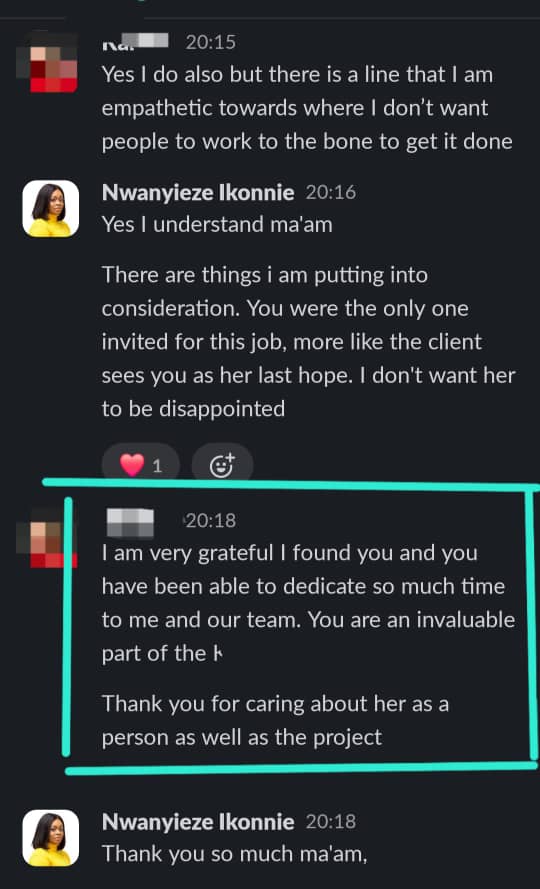 20:15
Yes I do also but there is a line that I am
empathetic towards where I don’t want
people to work to the bone to get it done
Nwanyieze Ikonnie 20:16
Yes I understand ma'am
There are things i am putting into
consideration. You were the only one
invited for this job, more like the client
sees you as her last hope. I don't want her
to be disappointed
1
20:18
I am very grateful I found you and you
have been able to dedicate so much time
to me and our team. You are an invaluable
part of the
Thank you for caring about her as a
person as well as the project
Nwanyieze Ikonnie 20:18
Thank you so much ma'am,